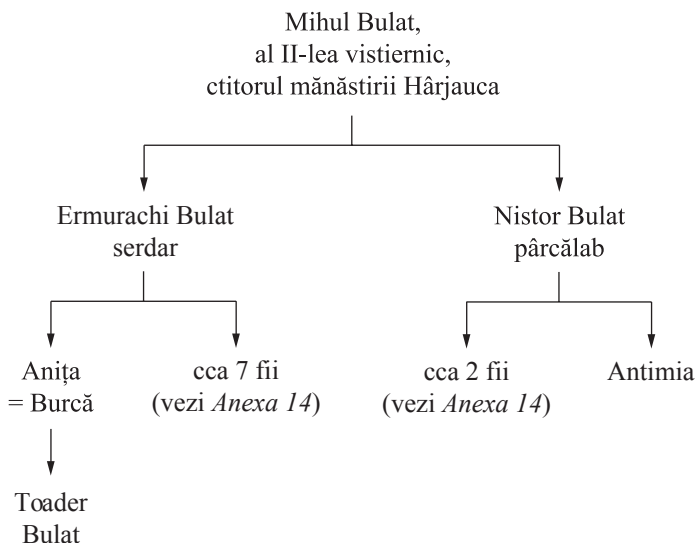 Mihul Bulat,
al II-lea vistiernic,
ctitorul mănăstirii Hârjauca
Ermurachi Bulat
serdar
Nistor Bulat
pârcălab
Anița
= Burcă
cca 7 fii
(vezi Anexa 14)
cca 2 fii
(vezi Anexa 14)
Antimia
Toader
Bulat